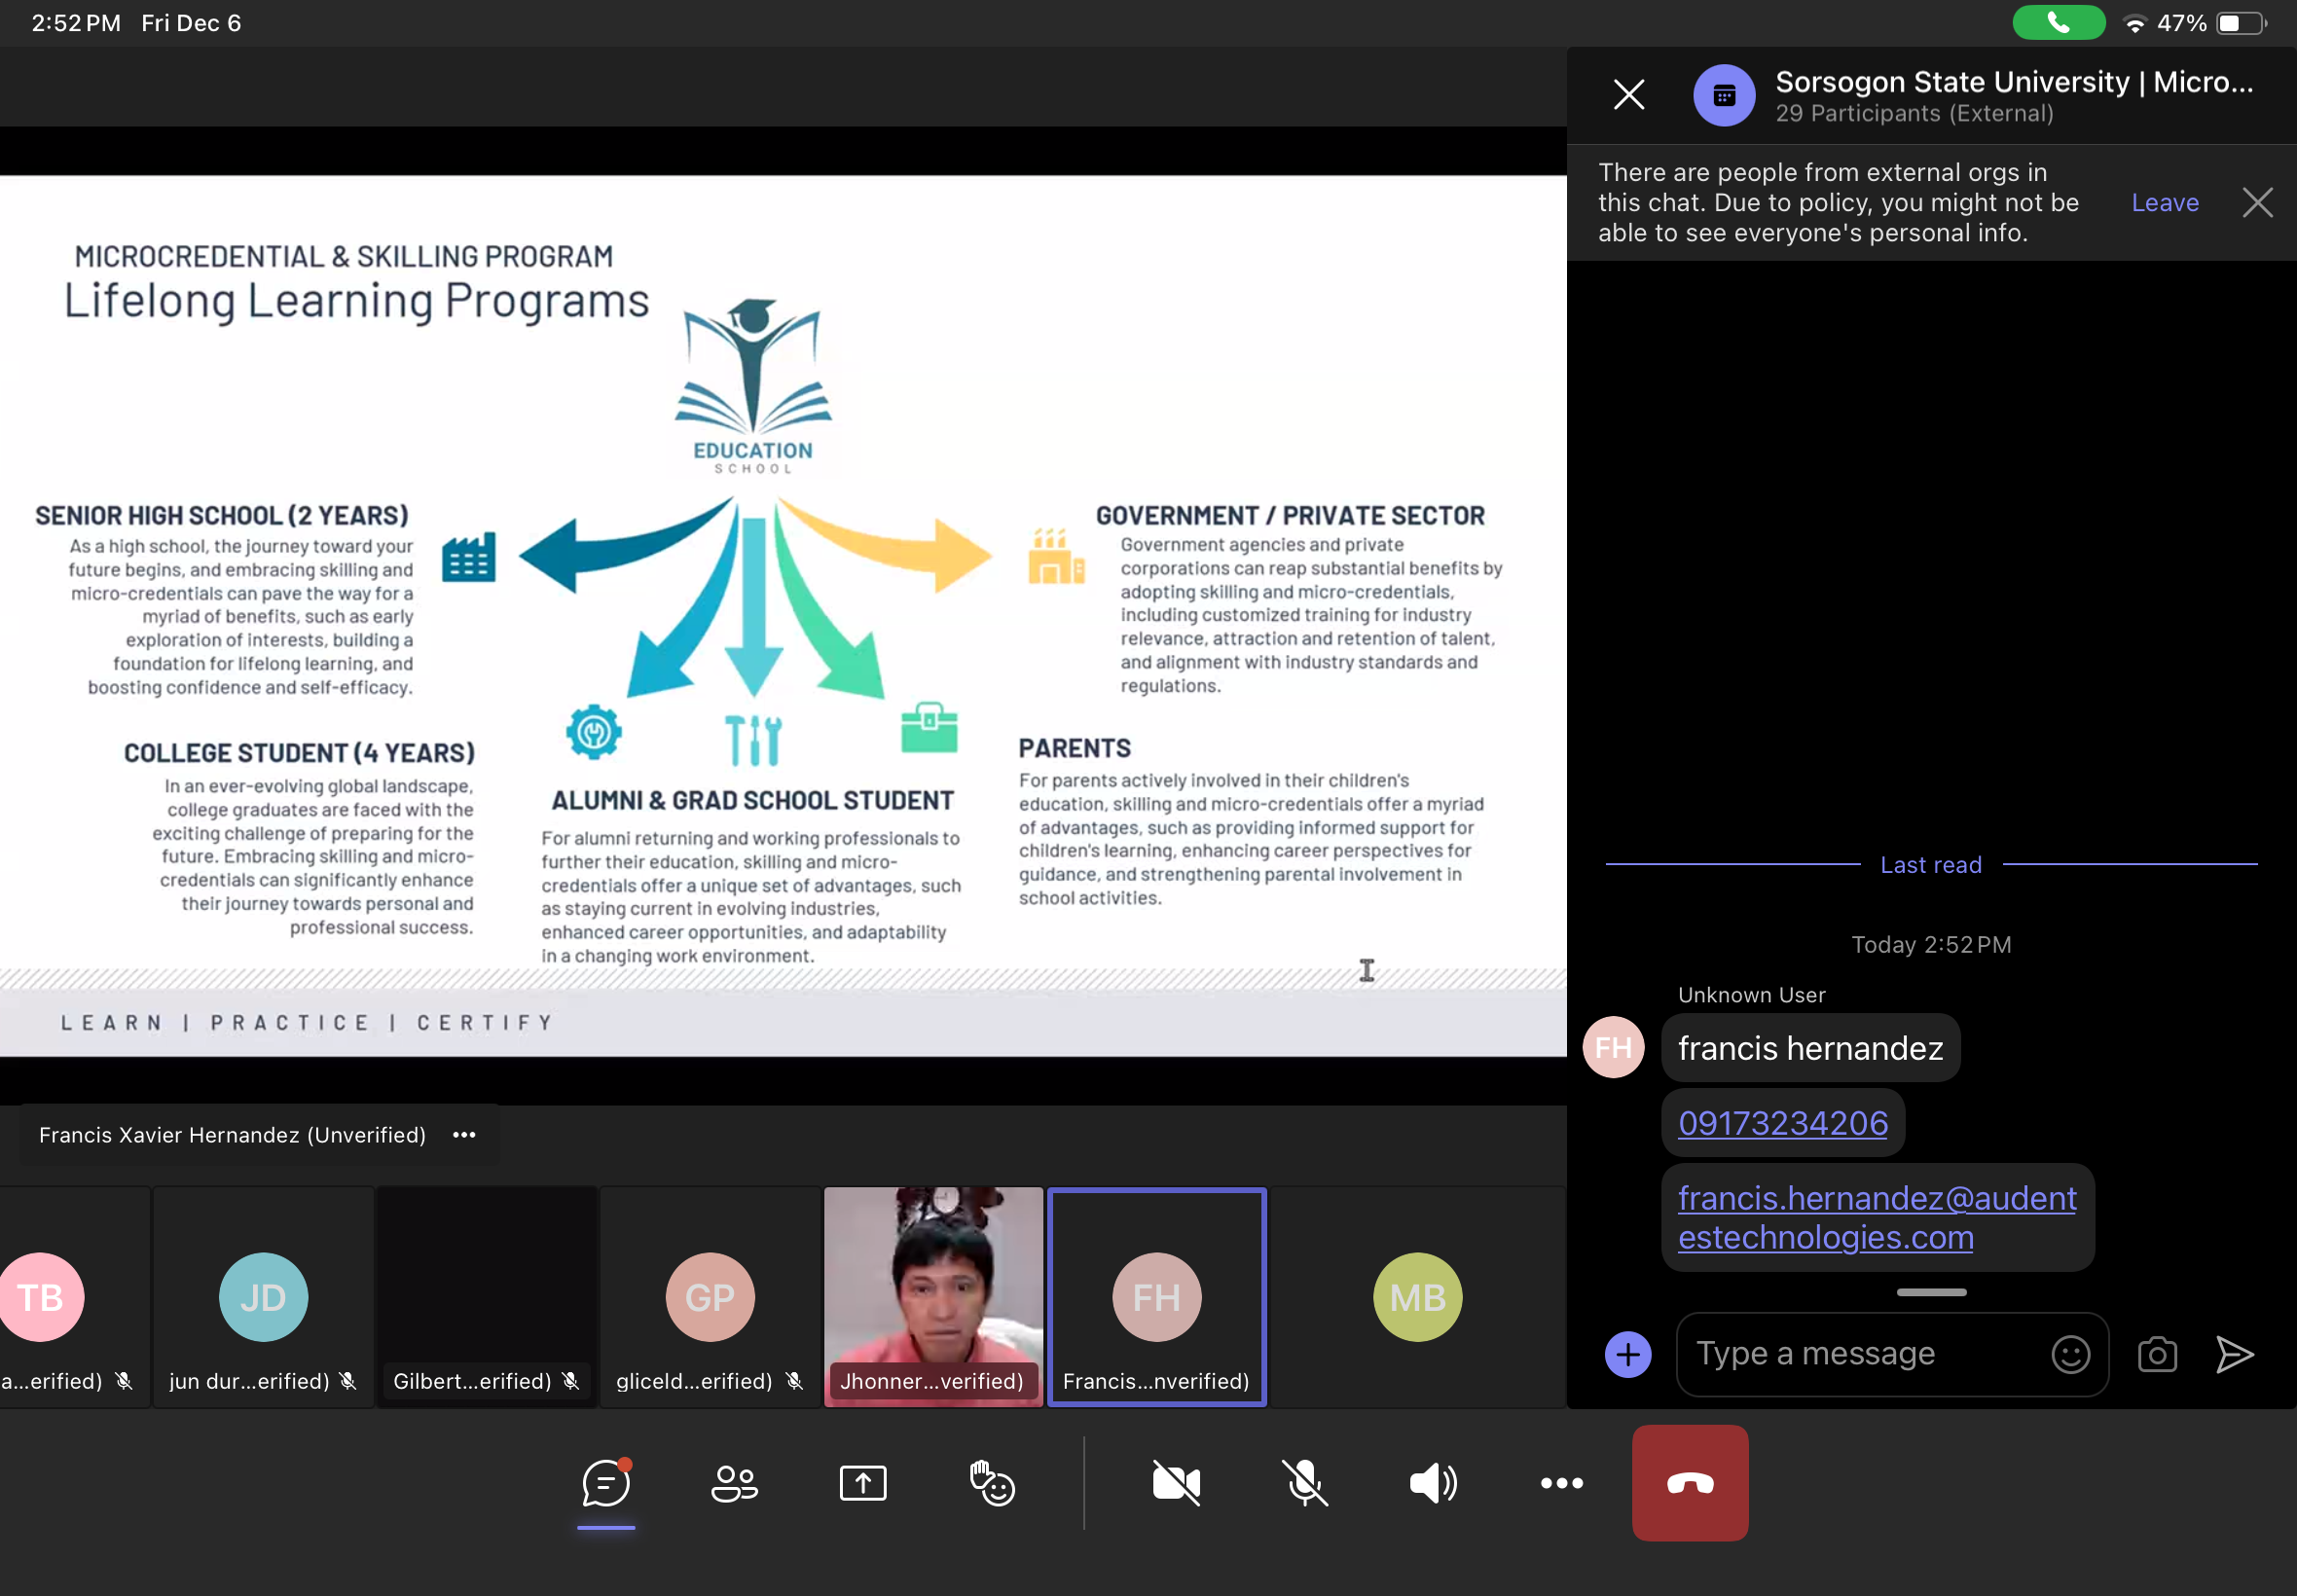 2:52 PM Fri Dec 6
47%
MICROCREDENTIAL & SKILLING PROGRAM
Lifelong Learning Programs
EDUCATION
SCHOOL
SENIOR HIGH SCHOOL (2 YEARS)
As a high school, the journey toward your
future begins, and embracing skilling and
micro-credentials can pave the way for a
myriad of benefits, such as early
exploration of interests, building a
foundation for lifelong learning, and
boosting confidence and self-efficacy.
GOVERNMENT / PRIVATE SECTOR
Government agencies and private
corporations can reap substantial benefits by
adopting skilling and micro-credentials,
including customized training for industry
relevance, attraction and retention of talent,
and alignment with industry standards and
regulations.
COLLEGE STUDENT (4 YEARS)
In an ever-evolving global landscape,
college graduates are faced with the
exciting challenge of preparing for the
future. Embracing skilling and micro-
credentials can significantly enhance
their journey towards personal and
professional success.
ALUMNI & GRAD SCHOOL STUDENT
For alumni returning and working professionals to
further their education, skilling and micro-
credentials offer a unique set of advantages, such
as staying current in evolving industries,
enhanced career opportunities, and adaptability
in a changing work environment.
PARENTS
For parents actively involved in their children's
education, skilling and micro-credentials offer a myriad
of advantages, such as providing informed support for
children's learning, enhancing career perspectives for
guidance, and strengthening parental involvement in
school activities.
LEARN | PRACTICE | CERTIFY
Francis Xavier Hernandez (Unverified) •••
TB
JD
GP
FH
MB
a...erified)
jun dur...erified)
Gilbert...erified)
gliceld...erified)
Jhonner...verified)
Francis...nverified)
Sorsogon State University | Micro...
29 Participants (External)
There are people from external orgs in
this chat. Due to policy, you might not be
able to see everyone's personal info.
Leave
Last read
Today 2:52 PM
Unknown User
FH
francis hernandez
09173234206
francis.hernandez@audent
estechnologies.com
Type a message